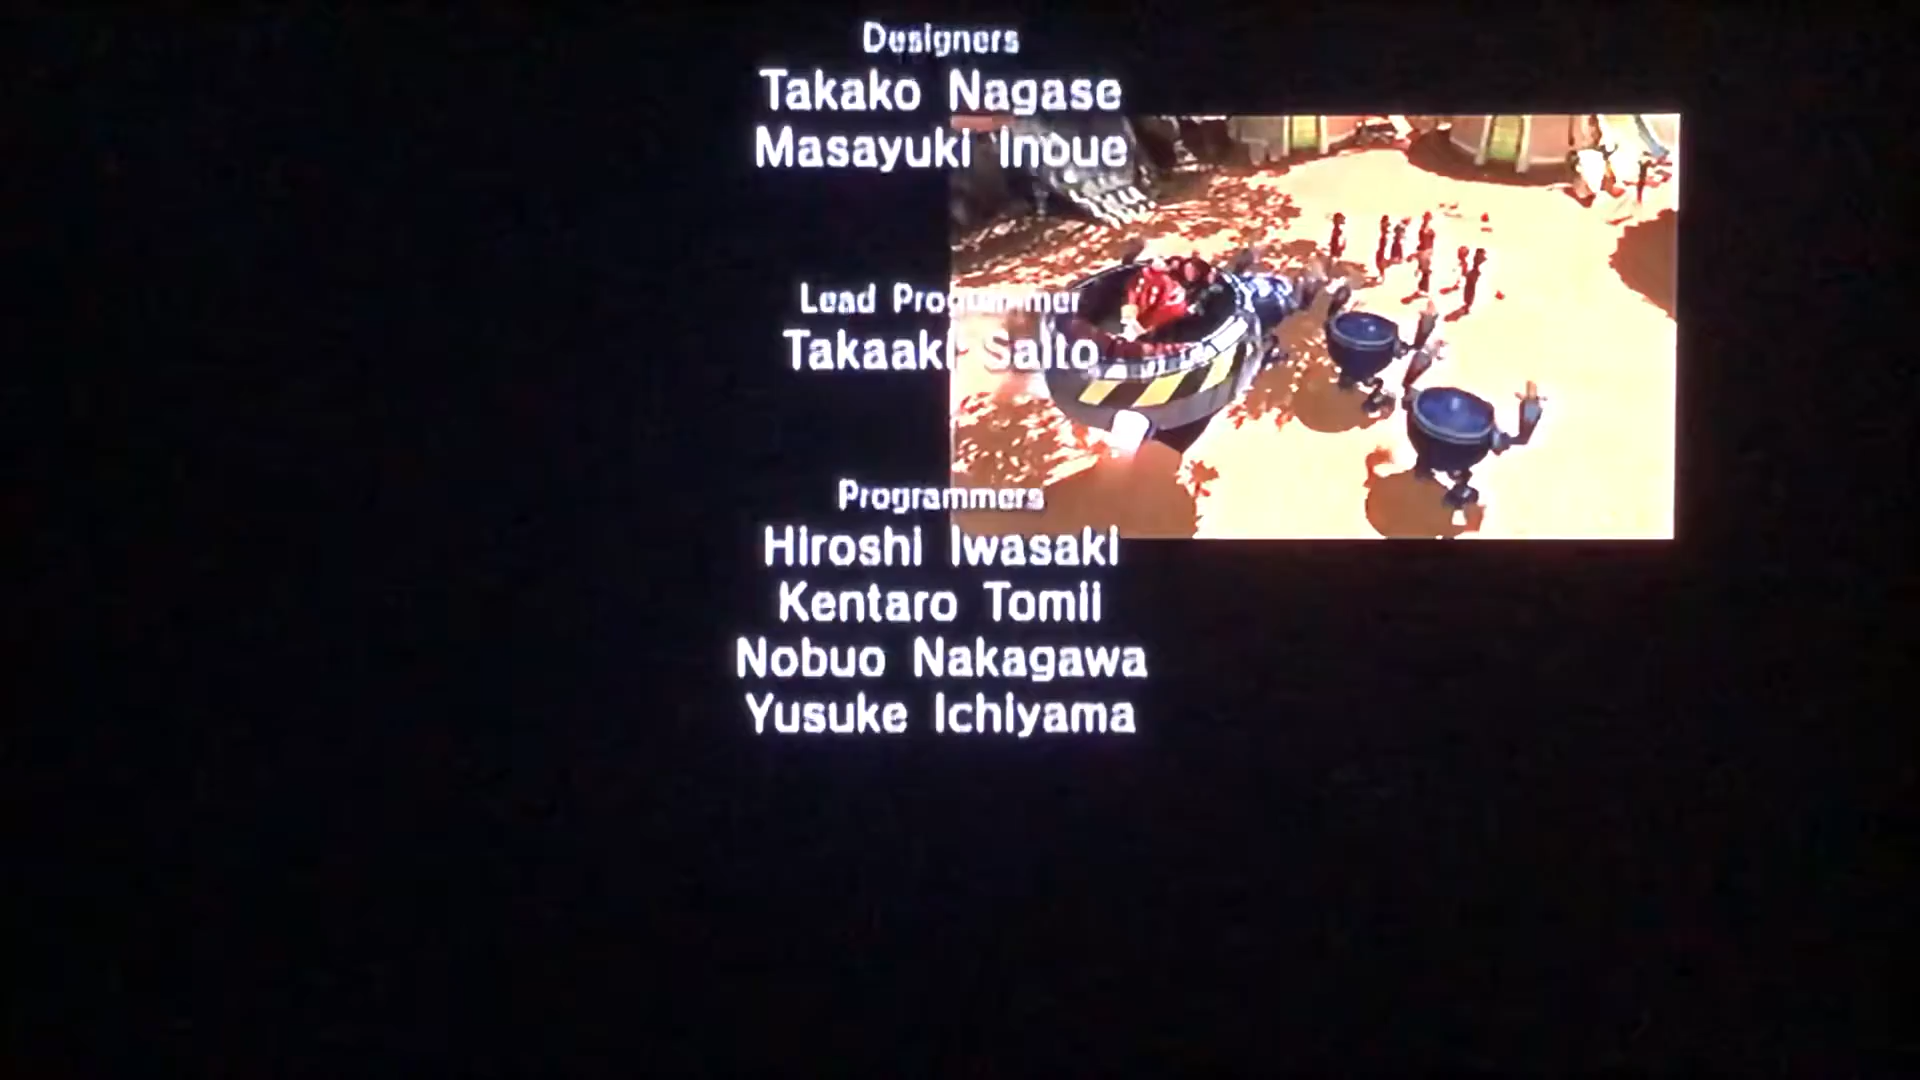 Designers
Takako Nagase
Masayuki Inoue
Lead Programmer
Takaaki Saito
Programmers
Hiroshi Iwasaki
Kentaro Tomii
Nobuo Nakagawa
Yusuke Ichiyama